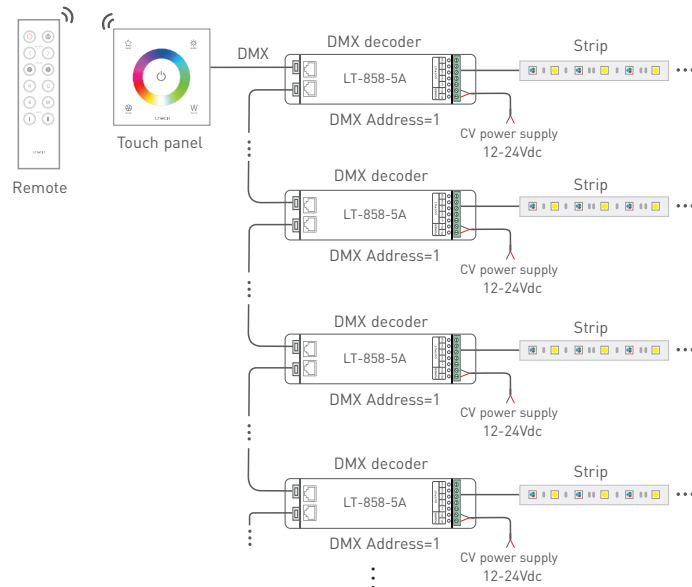 Remote
Touch panel
DMX
DMX decoder
LT-858-5A
DMX Address=1
Strip
CV power supply
12-24Vdc
DMX decoder
LT-858-5A
DMX Address=1
Strip
CV power supply
12-24Vdc
DMX decoder
LT-858-5A
DMX Address=1
Strip
CV power supply
12-24Vdc
DMX decoder
LT-858-5A
DMX Address=1
Strip
CV power supply
12-24Vdc